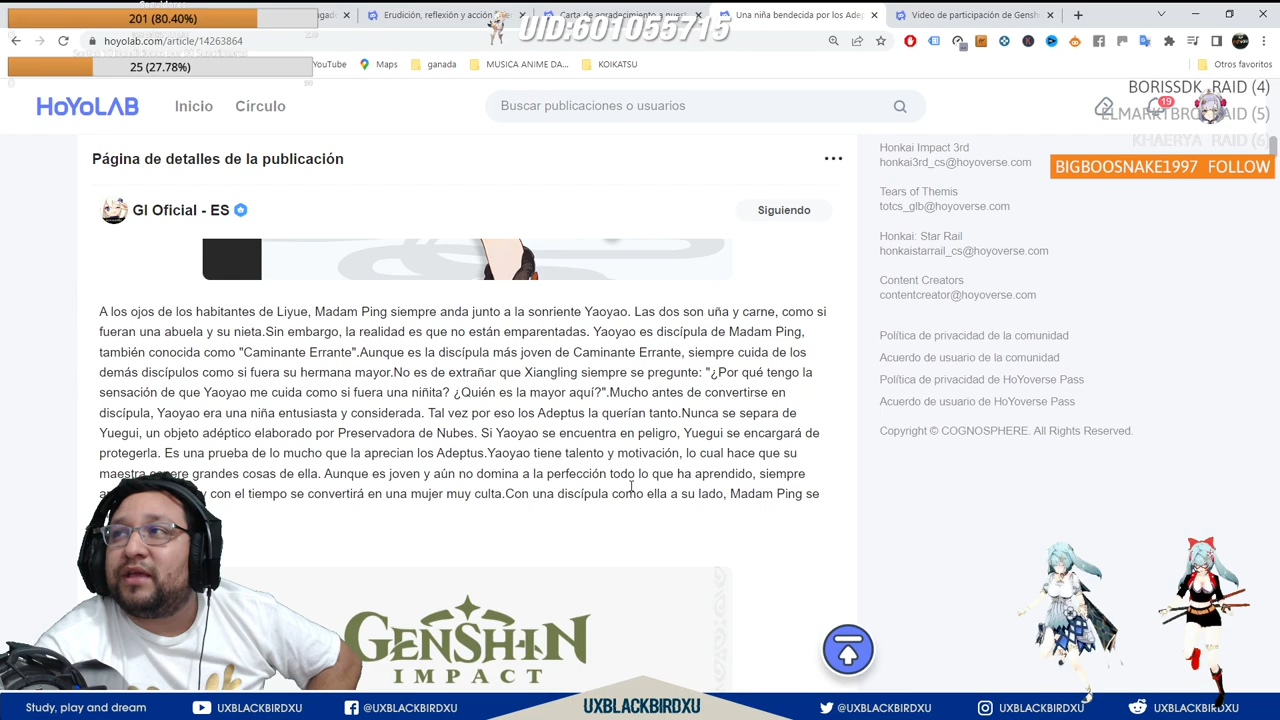 201 (80.40%)
Erudición, reflexión y acción
Carta de agradecimiento a nuest
Una niña bendecida por los Adep
Video de participación de Gensh
UID:601055715
hoyolab.com/article/14263864
25 (27.78%)
YouTube
Maps
ganada
MUSICA ANIME DA...
KOIKATSU
Otros favoritos
HoYoLAB
Inicio
Círculo
Buscar publicaciones o usuarios
19
BORISSDK RAID (4)
RAID (5)
KHAERYA RAID (6)
BIGBOOSNAKE1997 FOLLOW
Página de detalles de la publicación
GI Oficial - ES
Siguiendo
A los ojos de los habitantes de Liyue, Madam Ping siempre anda junto a la sonriente Yaoyao. Las dos son uña y carne, como si
fueran una abuela y su nieta.Sin embargo, la realidad es que no están emparentadas. Yaoyao es discípula de Madam Ping,
también conocida como "Caminante Errante".Aunque es la discípula más joven de Caminante Errante, siempre cuida de los
demás discípulos como si fuera su hermana mayor.No es de extrañar que Xiangling siempre se pregunte: "¿Por qué tengo la
sensación de que Yaoyao me cuida como si fuera una niñita? ¿Quién es la mayor aquí?".Mucho antes de convertirse en
discípula, Yaoyao era una niña entusiasta y considerada. Tal vez por eso los Adeptus la querían tanto.Nunca se separa de
Yuegui, un objeto adéptico elaborado por Preservadora de Nubes. Si Yaoyao se encuentra en peligro, Yuegui se encargará de
protegerla. Es una prueba de lo mucho que la aprecian los Adeptus.Yaoyao tiene talento y motivación, lo cual hace que su
maestra espere grandes cosas de ella. Aunque es joven y aún no domina a la perfección todo lo que ha aprendido, siempre
y con el tiempo se convertirá en una mujer muy culta.Con una discípula como ella a su lado, Madam Ping se
GENSHIN
IMPACT
Honkai Impact 3rd
honkai3rd_cs@hoyoverse.com
Tears of Themis
totcs_glb@hoyoverse.com
Honkai: Star Rail
honkaistarrail_cs@hoyoverse.com
Content Creators
contentcreator@hoyoverse.com
Política de privacidad de la comunidad
Acuerdo de usuario de la comunidad
Política de privacidad de HoYoverse Pass
Acuerdo de usuario de HoYoverse Pass
Copyright © COGNOSPHERE. All Rights Reserved.
Study, play and dream
UXBLACKBIRDXU
@UXBLACKBIRDXU
UXBLACKBIRDXU
@UXBLACKBIRDXU
UXBLACKBIRDXU
UXBLACKBIRDXU